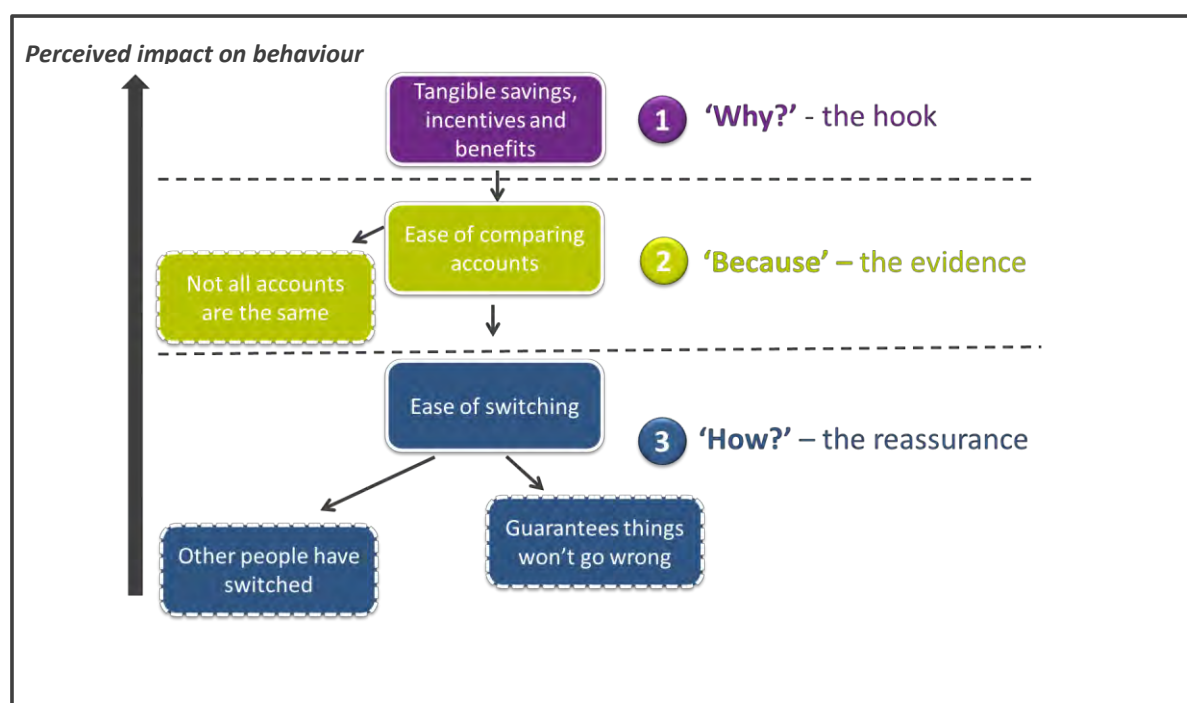 Perceived impact on behaviour
Tangible savings,
incentives and
benefits
1 'Why?' - the hook
Ease of comparing
accounts
2 'Because' – the evidence
Not all accounts
are the same
Ease of switching
3 'How?' – the reassurance
Other people have
switched
Guarantees things
won't go wrong